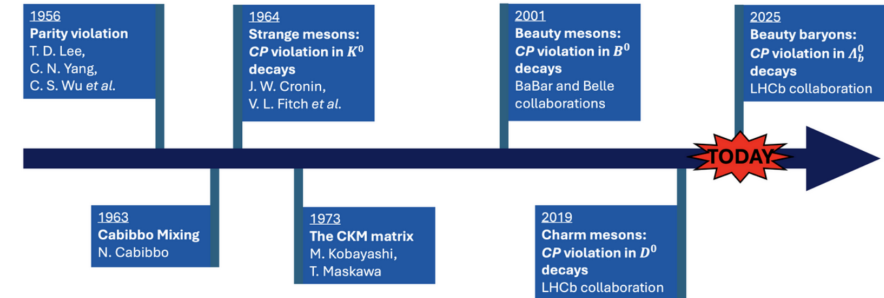 1956
Parity violation
T. D. Lee,
C. N. Yang,
C. S. Wu et al.
1964
Strange mesons:
CP violation in K⁰
decays
J. W. Cronin,
V. L. Fitch et al.
2001
Beauty mesons:
CP violation in B⁰
decays
BaBar and Belle
collaborations
2025
Beauty baryons:
CP violation in Λ_b⁰
decays
LHCb collaboration
TODAY
1963
Cabibbo Mixing
N. Cabibbo
1973
The CKM matrix
M. Kobayashi,
T. Maskawa
2019
Charm mesons:
CP violation in D⁰
decays
LHCb collaboration